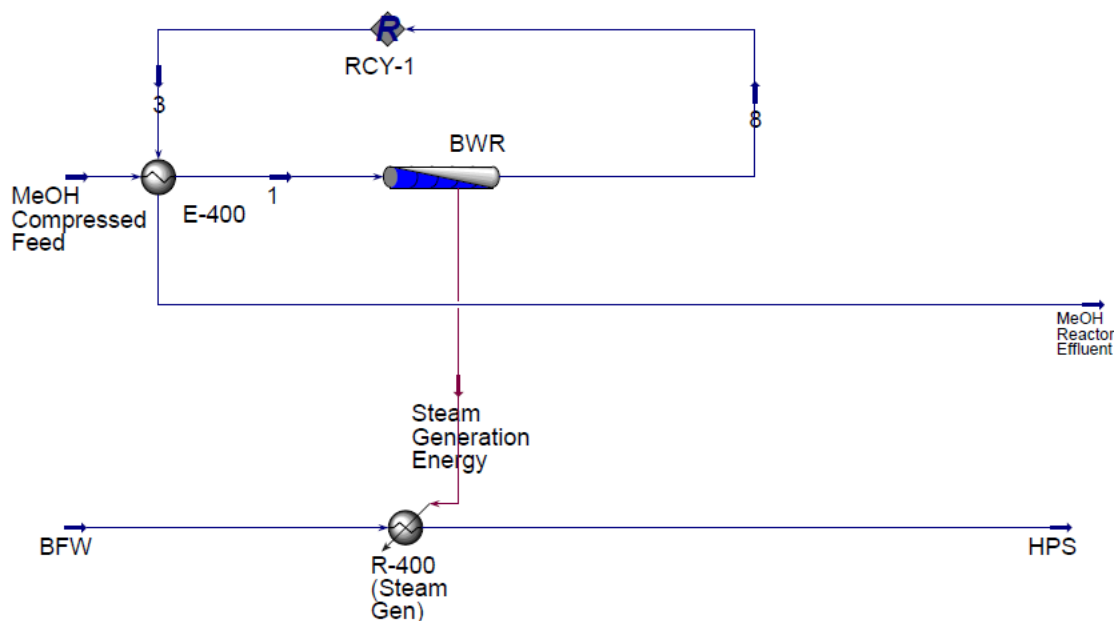 R
RCY-1
3
8
BWR
MeOH
Compressed
Feed
E-400
1
MeOH
Reactor
Effluent
Steam
Generation
Energy
BFW
R-400
(Steam
Gen)
HPS